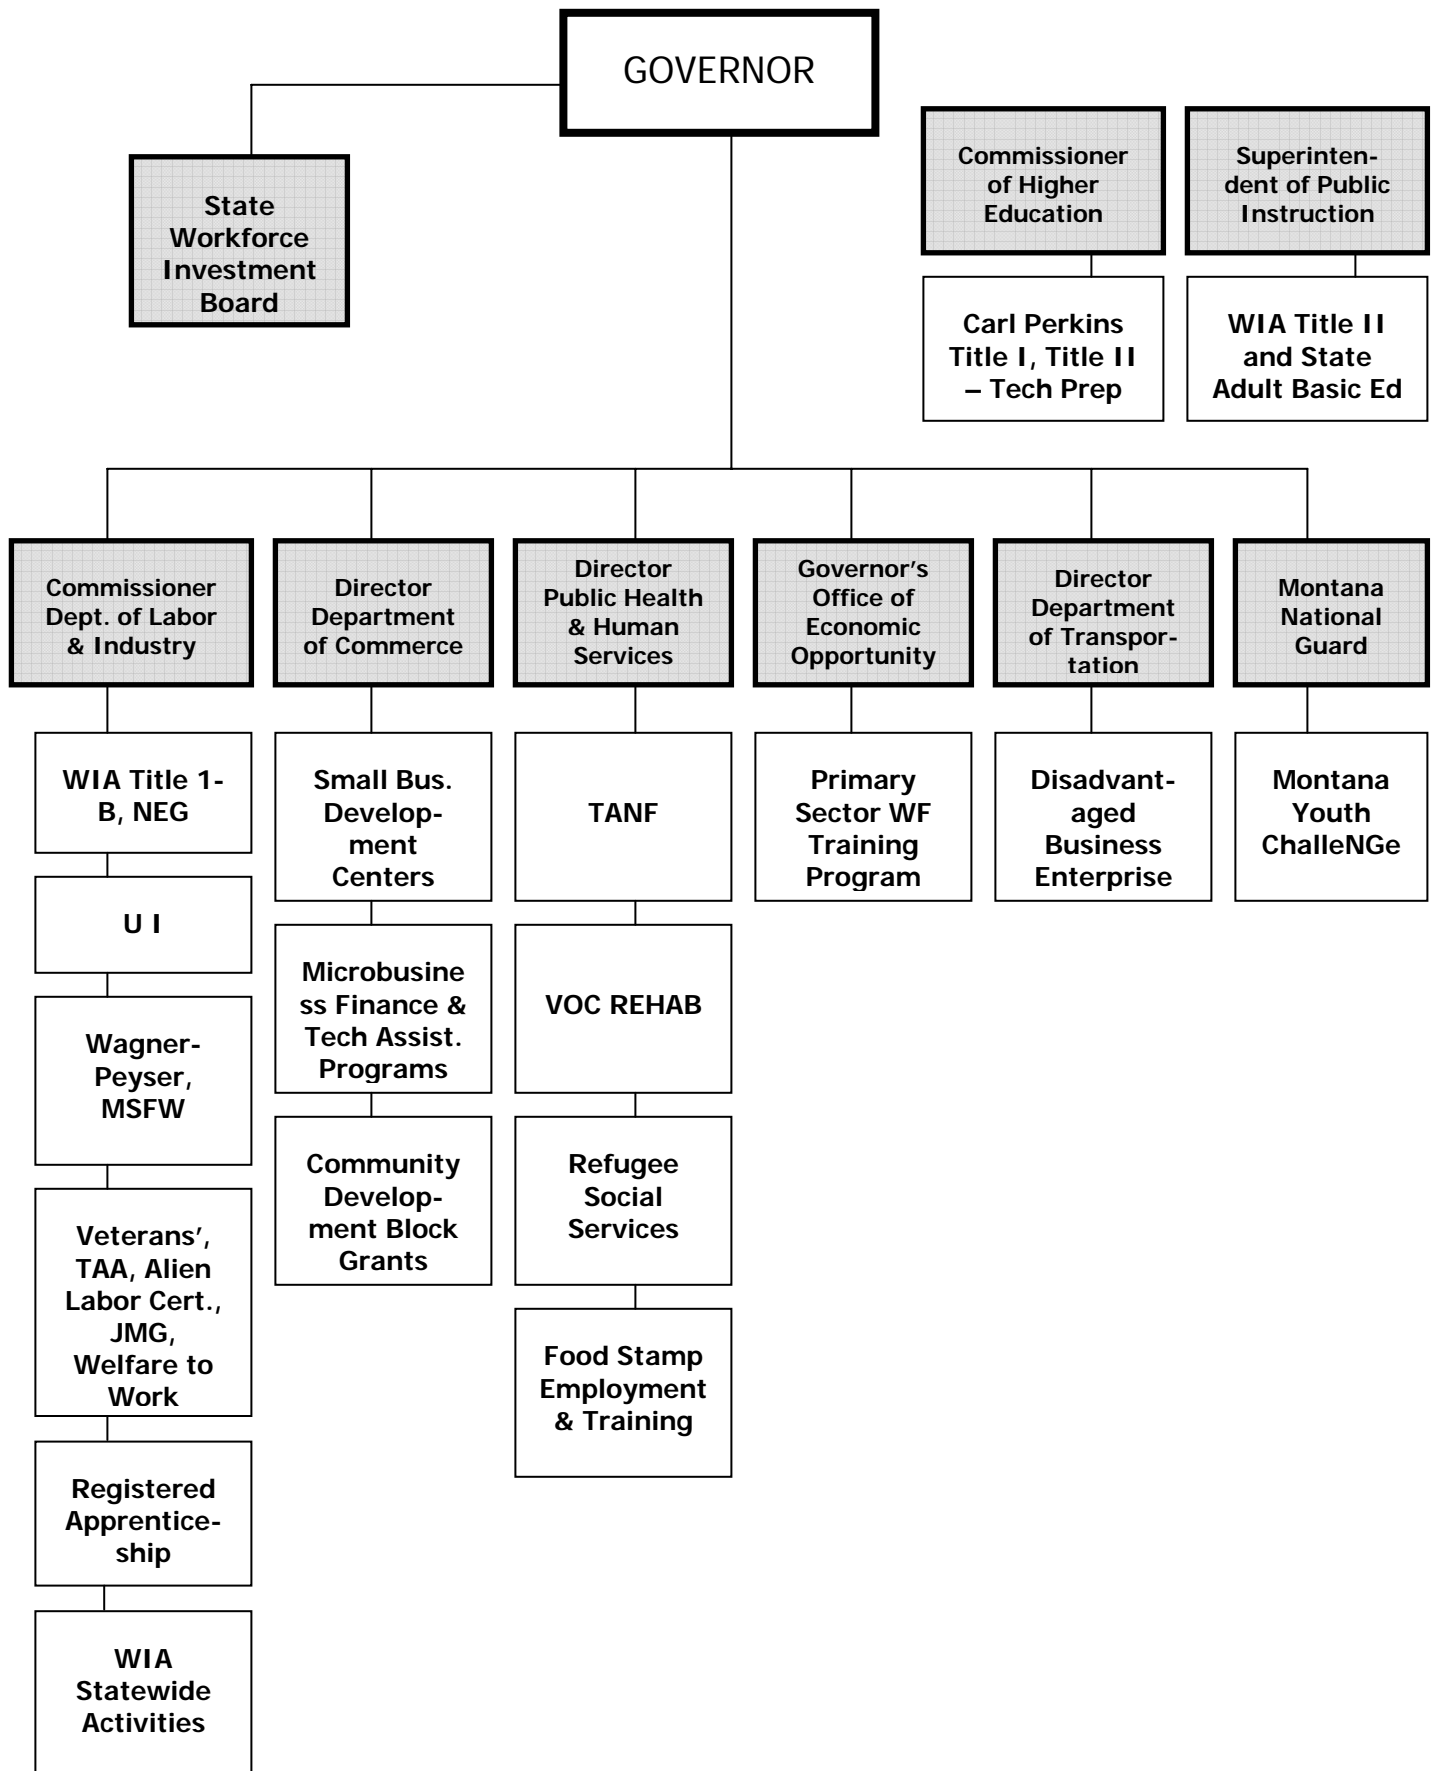 GOVERNOR
State
Workforce
Investment
Board
Commissioner
of Higher
Education
Superinten-
dent of Public
Instruction
Carl Perkins
Title I, Title II
– Tech Prep
WIA Title II
and State
Adult Basic Ed
Commissioner
Dept. of Labor
& Industry
Director
Department
of Commerce
Director
Public Health
& Human
Services
Governor's
Office of
Economic
Opportunity
Director
Department
of Transpor-
tation
Montana
National
Guard
WIA Title 1-
B, NEG
U I
Wagner-
Peyser,
MSFW
Veterans',
TAA, Alien
Labor Cert.,
JMG,
Welfare to
Work
Registered
Apprentice-
ship
WIA
Statewide
Activities
Small Bus.
Develop-
ment
Centers
Microbusine
ss Finance &
Tech Assist.
Programs
Community
Develop-
ment Block
Grants
TANF
VOC REHAB
Refugee
Social
Services
Food Stamp
Employment
& Training
Primary
Sector WF
Training
Program
Disadvant-
aged
Business
Enterprise
Montana
Youth
ChalleNGe